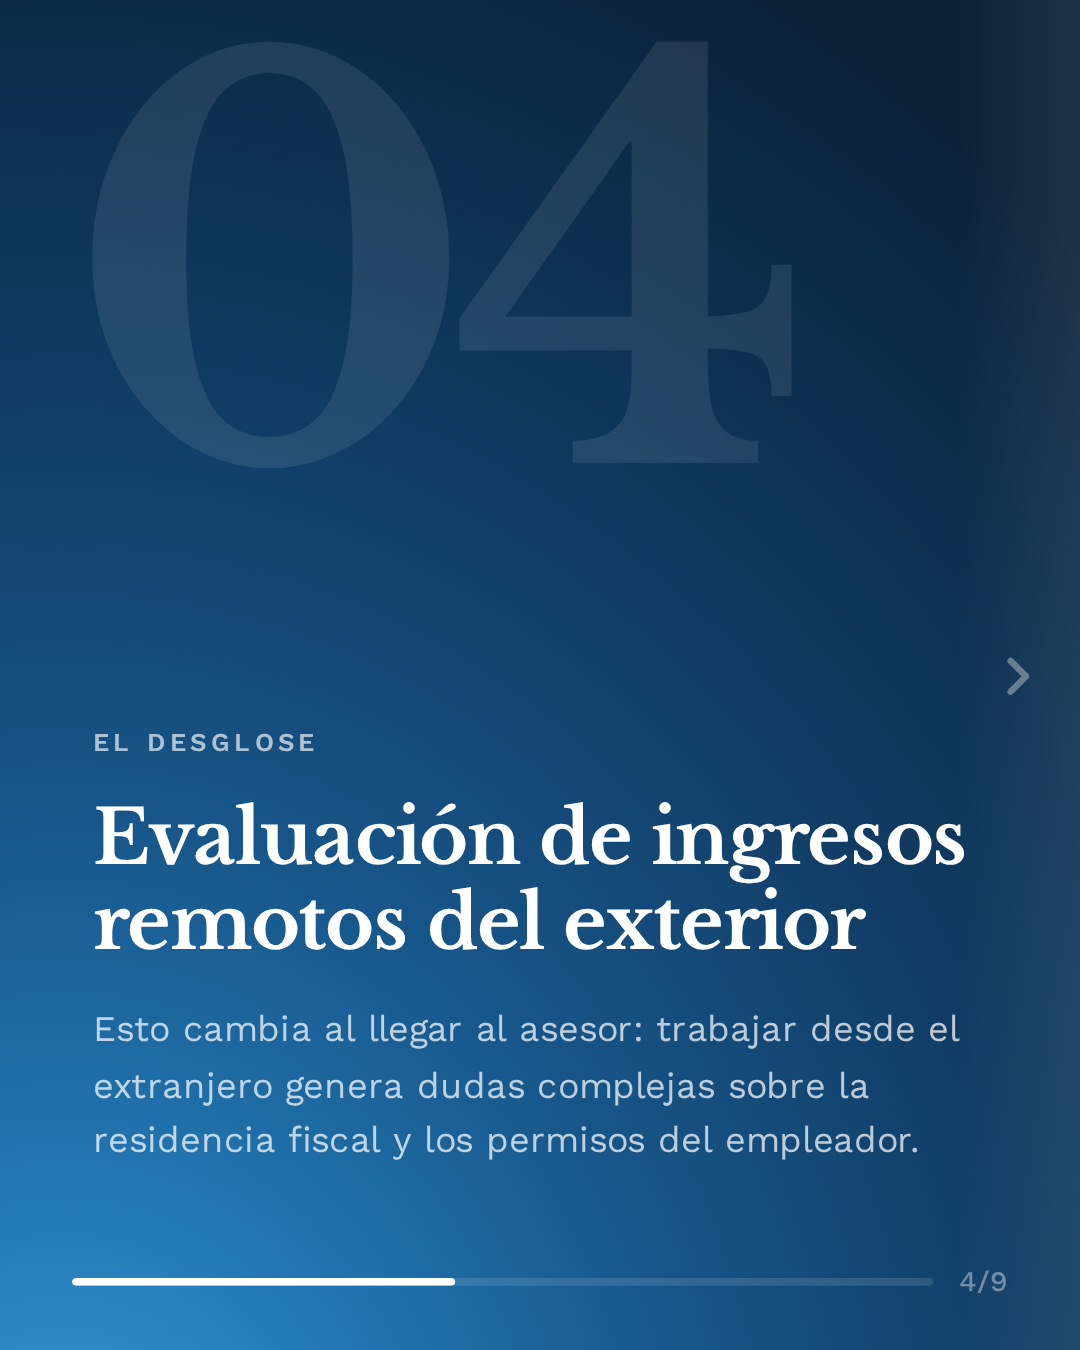 04
EL DESGLOSE
Evaluación de ingresos
remotos del exterior
Esto cambia al llegar al asesor: trabajar desde el
extranjero genera dudas complejas sobre la
residencia fiscal y los permisos del empleador.
4/9